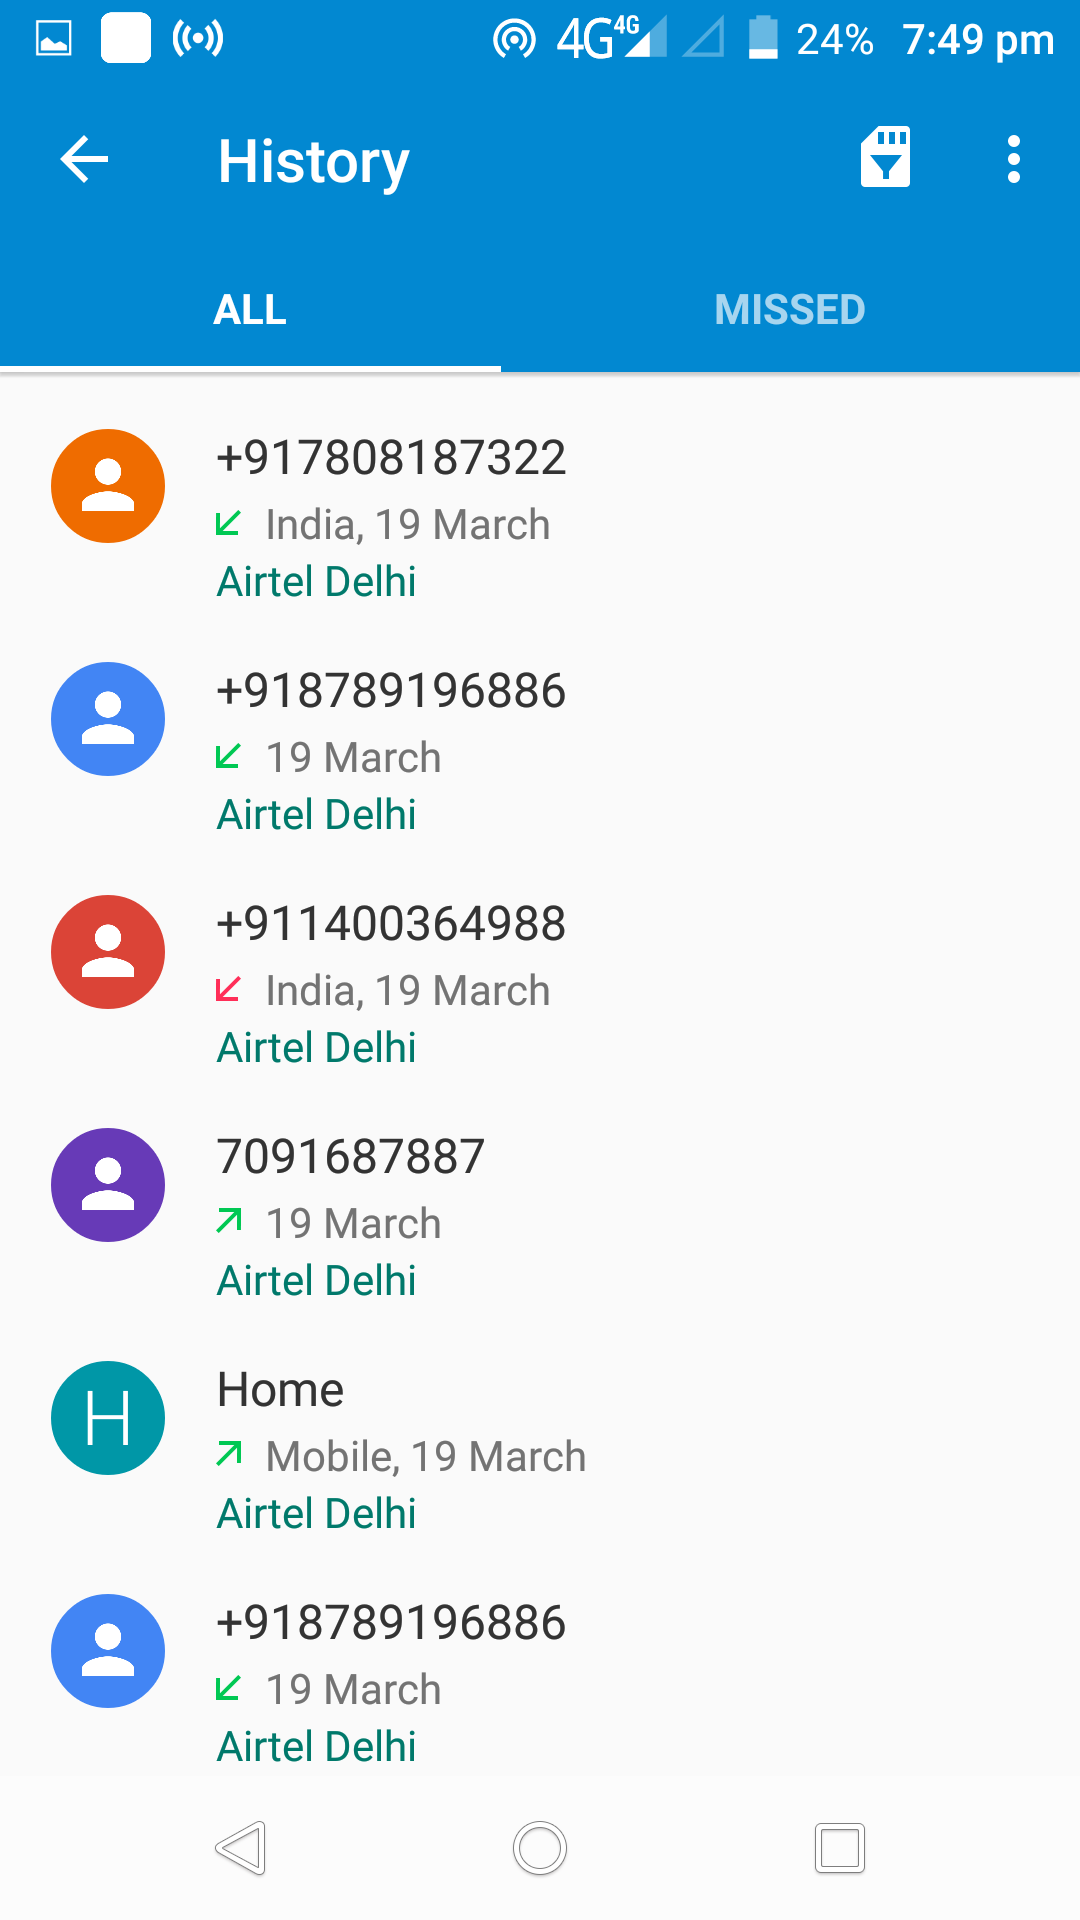 4G 4G 24% 7:49 pm
History
ALL MISSED
+917808187322
India, 19 March
Airtel Delhi
+918789196886
19 March
Airtel Delhi
+911400364988
India, 19 March
Airtel Delhi
7091687887
19 March
Airtel Delhi
H
Home
Mobile, 19 March
Airtel Delhi
+918789196886
19 March
Airtel Delhi